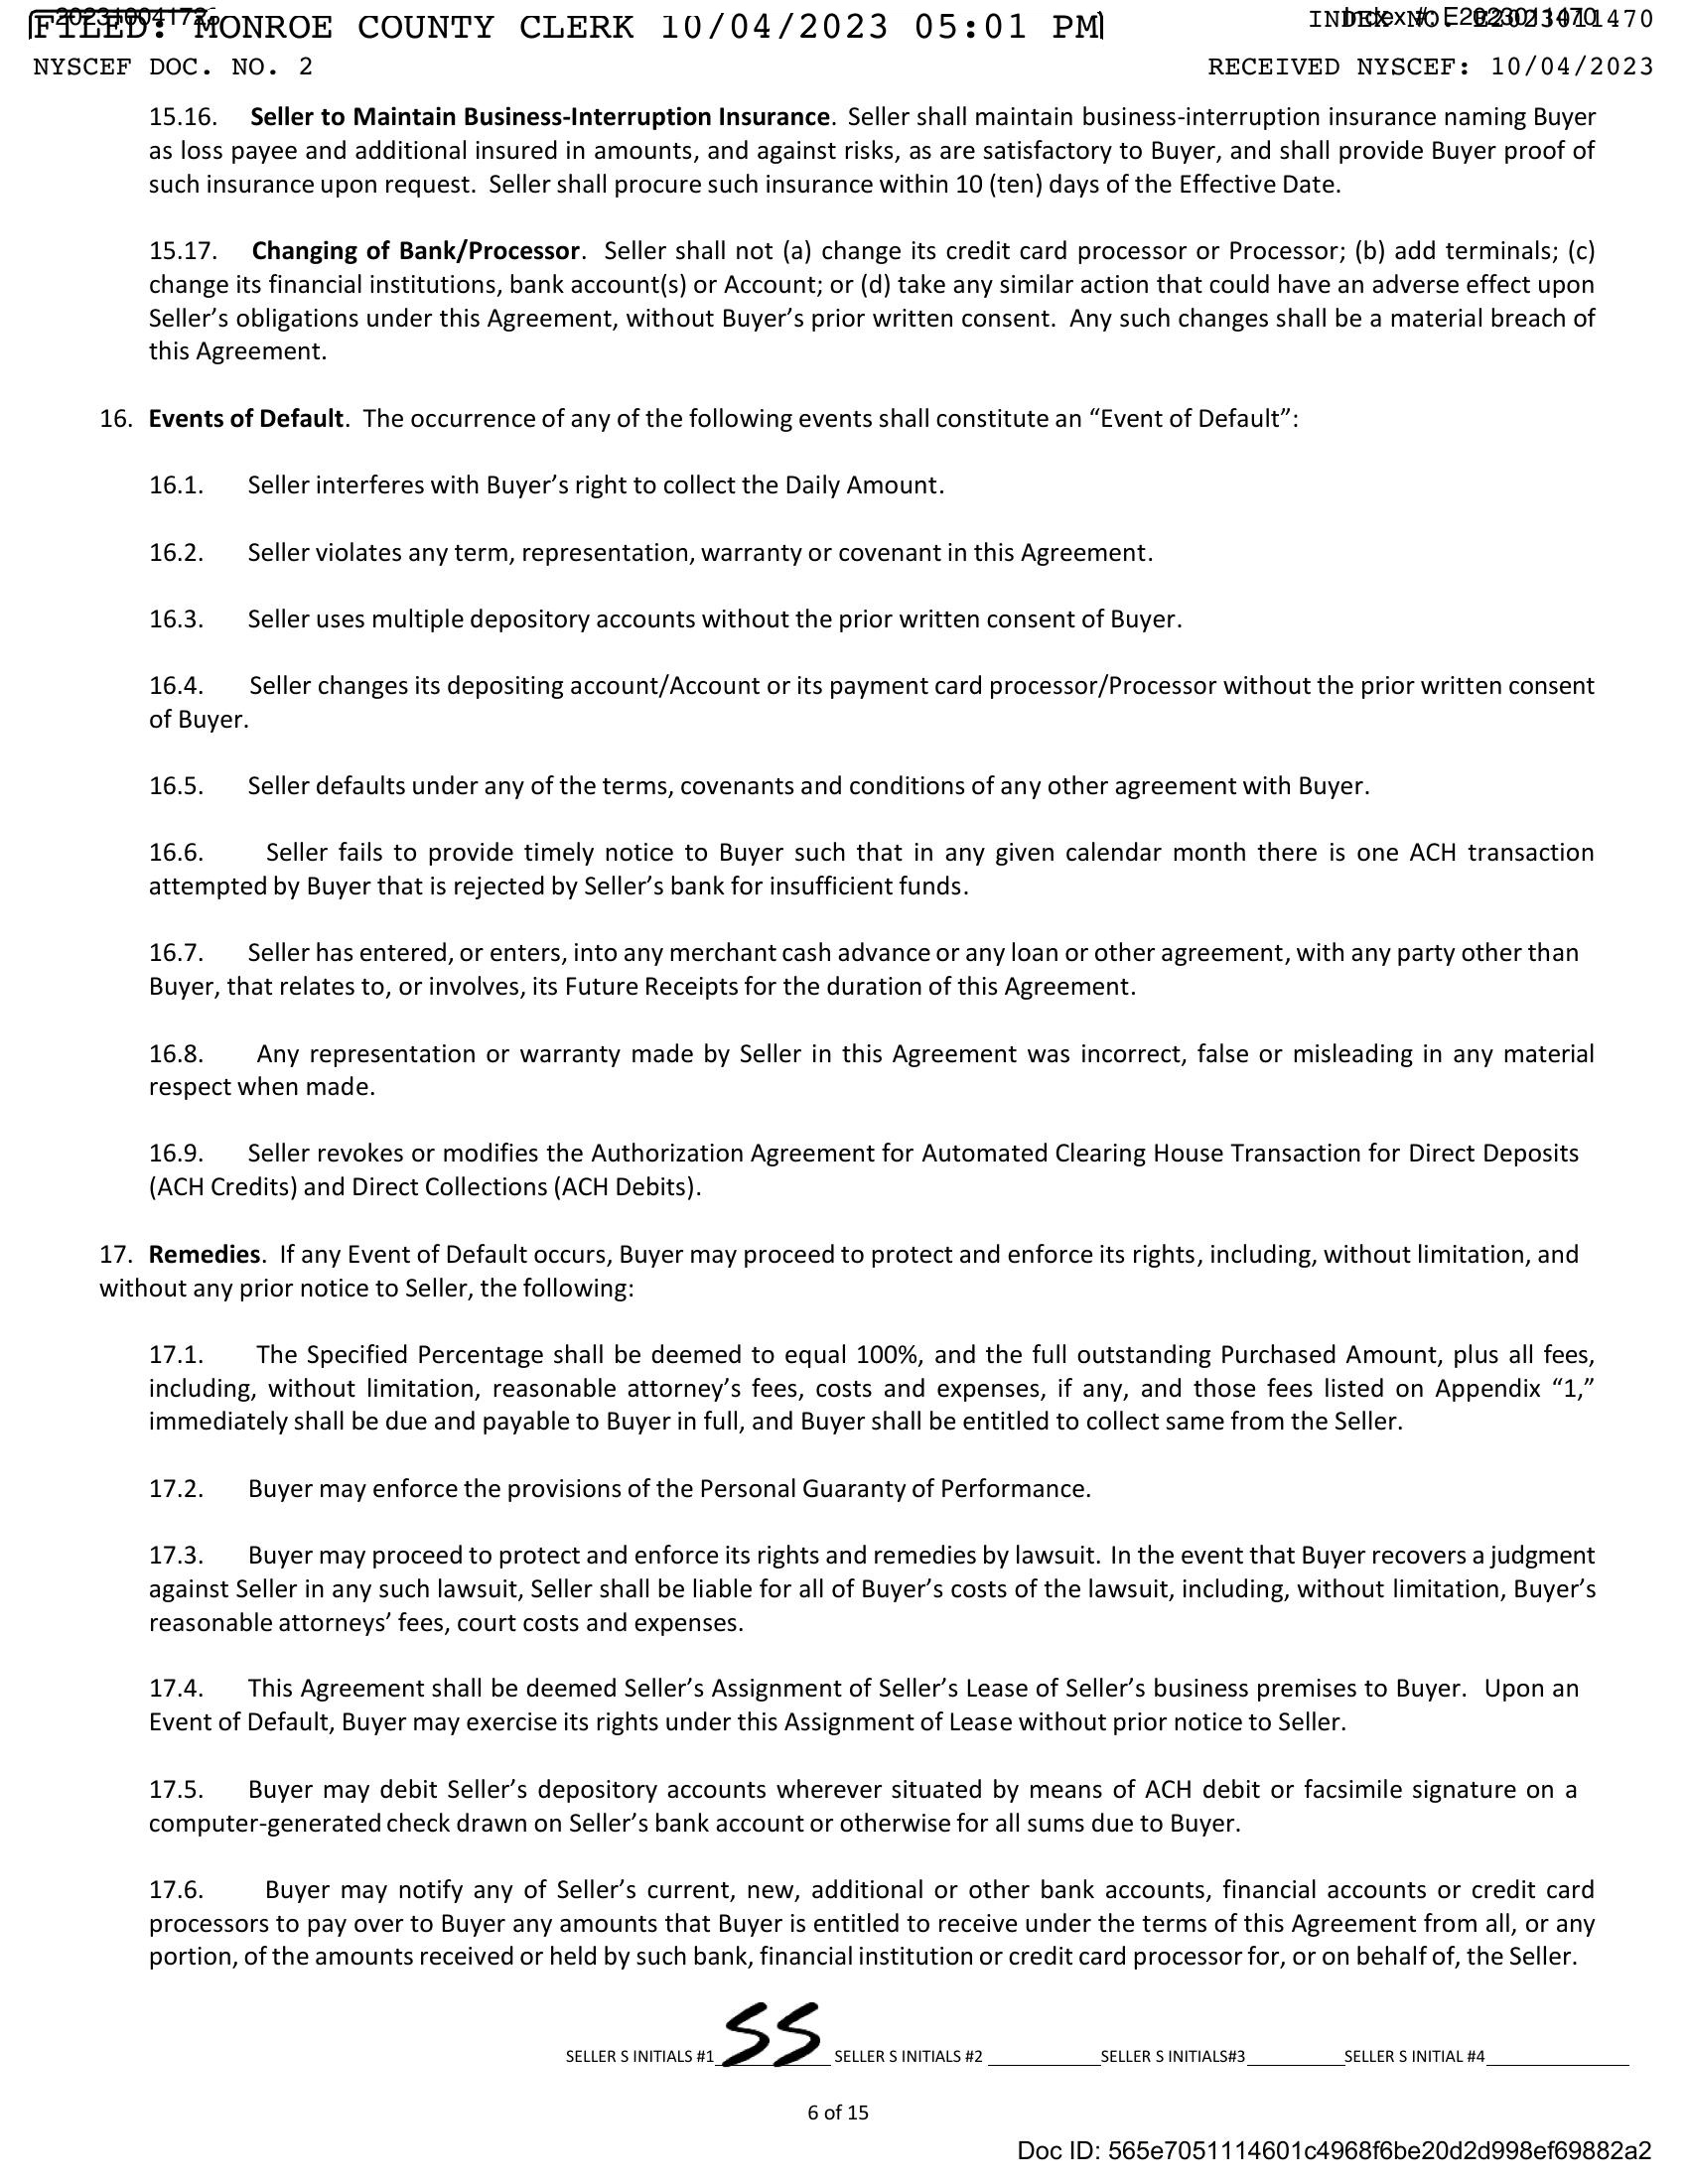 FILED: MONROE COUNTY CLERK 10/04/2023 05:01 PM
INDEX NO. E2023011470
Index #: E2023011470
NYSCEF DOC. NO. 2
RECEIVED NYSCEF: 10/04/2023
15.16. Seller to Maintain Business-Interruption Insurance. Seller shall maintain business-interruption insurance naming Buyer
as loss payee and additional insured in amounts, and against risks, as are satisfactory to Buyer, and shall provide Buyer proof of
such insurance upon request. Seller shall procure such insurance within 10 (ten) days of the Effective Date.
15.17. Changing of Bank/Processor. Seller shall not (a) change its credit card processor or Processor; (b) add terminals; (c)
change its financial institutions, bank account(s) or Account; or (d) take any similar action that could have an adverse effect upon
Seller’s obligations under this Agreement, without Buyer’s prior written consent. Any such changes shall be a material breach of
this Agreement.
16. Events of Default. The occurrence of any of the following events shall constitute an “Event of Default”:
16.1. Seller interferes with Buyer’s right to collect the Daily Amount.
16.2. Seller violates any term, representation, warranty or covenant in this Agreement.
16.3. Seller uses multiple depository accounts without the prior written consent of Buyer.
16.4. Seller changes its depositing account/Account or its payment card processor/Processor without the prior written consent
of Buyer.
16.5. Seller defaults under any of the terms, covenants and conditions of any other agreement with Buyer.
16.6. Seller fails to provide timely notice to Buyer such that in any given calendar month there is one ACH transaction
attempted by Buyer that is rejected by Seller’s bank for insufficient funds.
16.7. Seller has entered, or enters, into any merchant cash advance or any loan or other agreement, with any party other than
Buyer, that relates to, or involves, its Future Receipts for the duration of this Agreement.
16.8. Any representation or warranty made by Seller in this Agreement was incorrect, false or misleading in any material
respect when made.
16.9. Seller revokes or modifies the Authorization Agreement for Automated Clearing House Transaction for Direct Deposits
(ACH Credits) and Direct Collections (ACH Debits).
17. Remedies. If any Event of Default occurs, Buyer may proceed to protect and enforce its rights, including, without limitation, and
without any prior notice to Seller, the following:
17.1. The Specified Percentage shall be deemed to equal 100%, and the full outstanding Purchased Amount, plus all fees,
including, without limitation, reasonable attorney’s fees, costs and expenses, if any, and those fees listed on Appendix “1,”
immediately shall be due and payable to Buyer in full, and Buyer shall be entitled to collect same from the Seller.
17.2. Buyer may enforce the provisions of the Personal Guaranty of Performance.
17.3. Buyer may proceed to protect and enforce its rights and remedies by lawsuit. In the event that Buyer recovers a judgment
against Seller in any such lawsuit, Seller shall be liable for all of Buyer’s costs of the lawsuit, including, without limitation, Buyer’s
reasonable attorneys’ fees, court costs and expenses.
17.4. This Agreement shall be deemed Seller’s Assignment of Seller’s Lease of Seller’s business premises to Buyer. Upon an
Event of Default, Buyer may exercise its rights under this Assignment of Lease without prior notice to Seller.
17.5. Buyer may debit Seller’s depository accounts wherever situated by means of ACH debit or facsimile signature on a
computer-generated check drawn on Seller’s bank account or otherwise for all sums due to Buyer.
17.6. Buyer may notify any of Seller’s current, new, additional or other bank accounts, financial accounts or credit card
processors to pay over to Buyer any amounts that Buyer is entitled to receive under the terms of this Agreement from all, or any
portion, of the amounts received or held by such bank, financial institution or credit card processor for, or on behalf of, the Seller.
SELLER S INITIALS #1 SS SELLER S INITIALS #2 SELLER S INITIALS#3 SELLER S INITIAL #4
6 of 15
Doc ID: 565e7051114601c4968f6be20d2d998ef69882a2